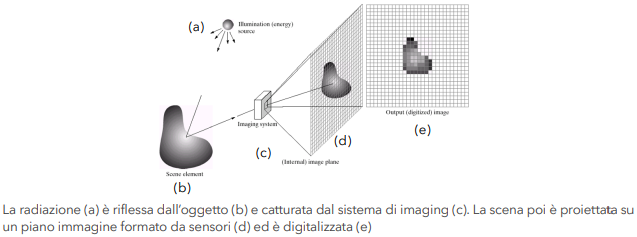 (a)
Illumination (energy)
source
Output (digitized) image
(e)
Imaging system
(d)
(c)
(Internal) image plane
Scene element
(b)
La radiazione (a) è riflessa dall'oggetto (b) e catturata dal sistema di imaging (c). La scena poi è proiettata su
un piano immagine formato da sensori (d) ed è digitalizzata (e)